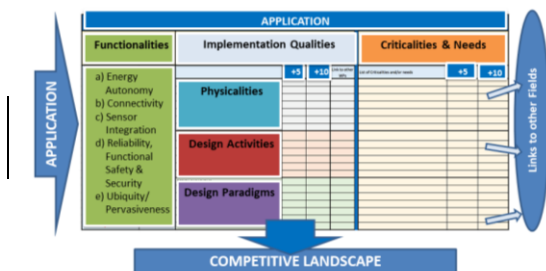 APPLICATION
Functionalities
Implementation Qualities
Criticalities & Needs
+5
+10
+5
+10
APPLICATION
a) Energy
Autonomy
b) Connectivity
c) Sensor
Integration
d) Reliability,
Functional
Safety &
Security
e) Ubiquity/
Pervasiveness
Physicalities
Design Activities
Design Paradigms
Links to other Fields
COMPETITIVE LANDSCAPE